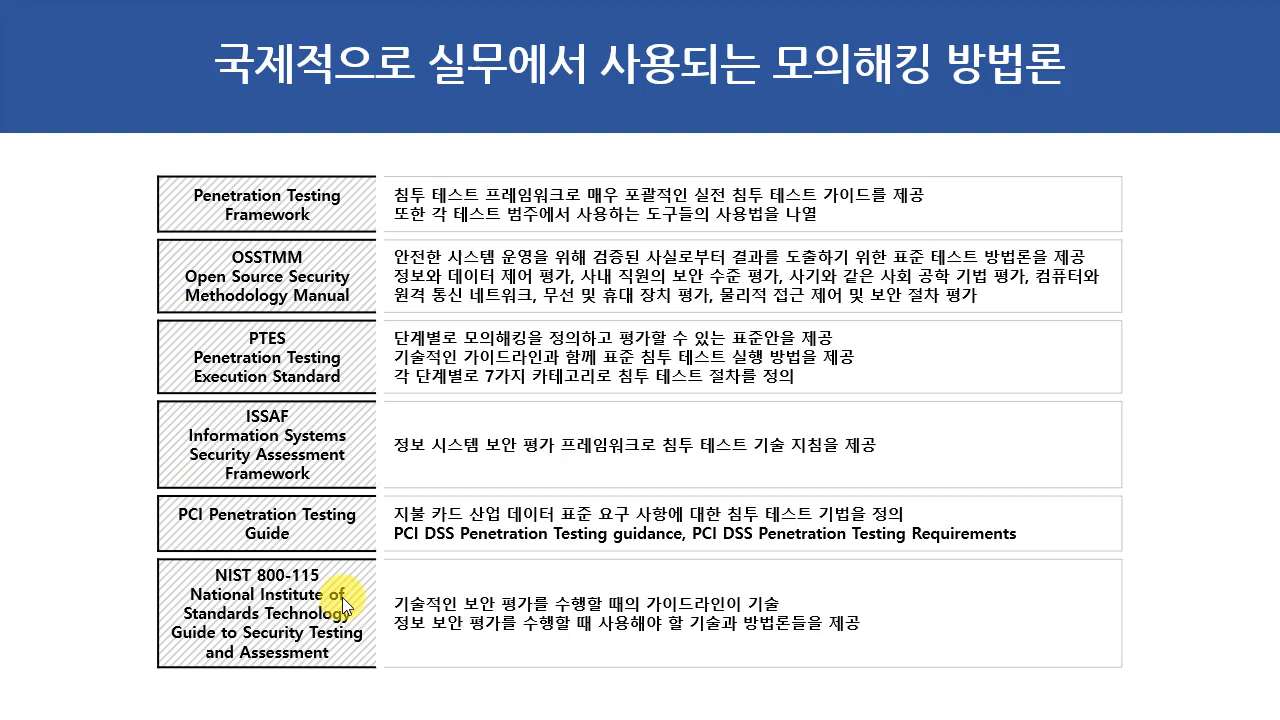 국제적으로 실무에서 사용되는 모의해킹 방법론
Penetration Testing
Framework
침투 테스트 프레임워크로 매우 포괄적인 실전 침투 테스트 가이드를 제공
또한 각 테스트 범주에서 사용하는 도구들의 사용법을 나열
OSSTMM
Open Source Security
Methodology Manual
안전한 시스템 운영을 위해 검증된 사실로부터 결과를 도출하기 위한 표준 테스트 방법론을 제공
정보와 데이터 제어 평가, 사내 직원의 보안 수준 평가, 사기와 같은 사회 공학 기법 평가, 컴퓨터와
원격 통신 네트워크, 무선 및 휴대 장치 평가, 물리적 접근 제어 및 보안 절차 평가
PTES
Penetration Testing
Execution Standard
단계별로 모의해킹을 정의하고 평가할 수 있는 표준안을 제공
기술적인 가이드라인과 함께 표준 침투 테스트 실행 방법을 제공
각 단계별로 7가지 카테고리로 침투 테스트 절차를 정의
ISSAF
Information Systems
Security Assessment
Framework
정보 시스템 보안 평가 프레임워크로 침투 테스트 기술 지침을 제공
PCI Penetration Testing
Guide
지불 카드 산업 데이터 표준 요구 사항에 대한 침투 테스트 기법을 정의
PCI DSS Penetration Testing guidance, PCI DSS Penetration Testing Requirements
NIST 800-115
National Institute of
Standards Technology
Guide to Security Testing
and Assessment
기술적인 보안 평가를 수행할 때의 가이드라인이 기술
정보 보안 평가를 수행할 때 사용해야 할 기술과 방법론들을 제공